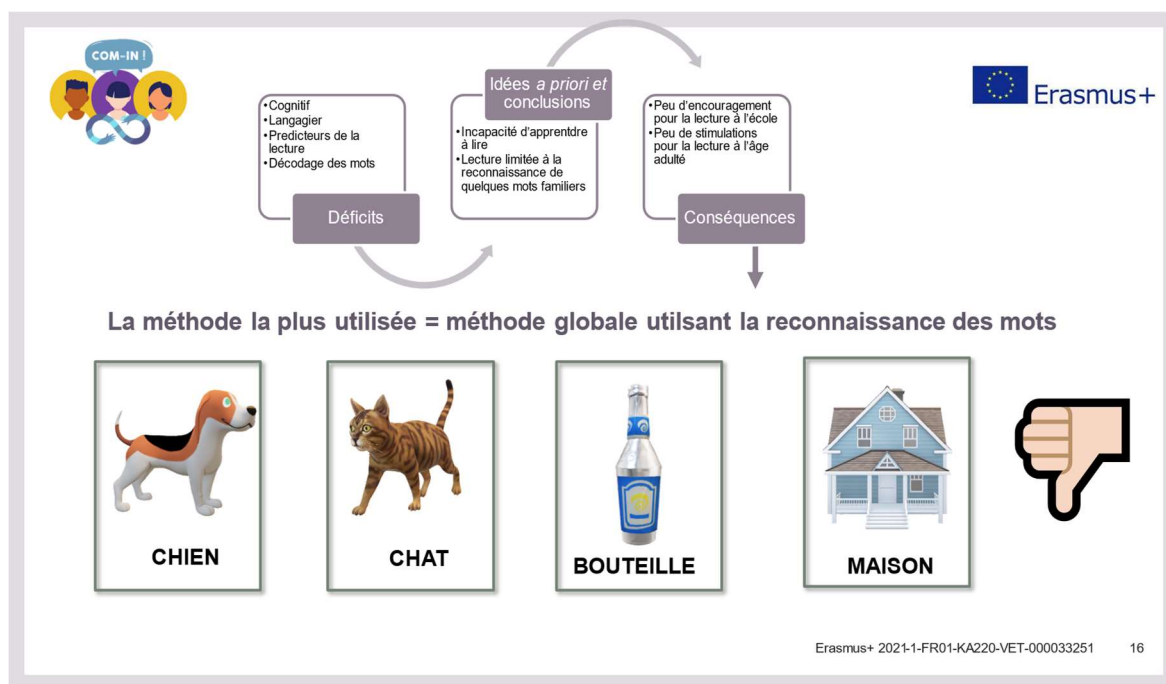 COM-IN !
Erasmus+
•Cognitif
•Langagier
•Predicteurs de la
lecture
•Décodage des mots
Déficits
Idées a priori et
conclusions
•Incapacité d'apprentdre
à lire
•Lecture limitée à la
reconnaissance de
quelques mots familiers
•Peu d'encouragement
pour la lecture à l'école
•Peu de stimulations
pour la lecture à l'âge
adulté
Conséquences
La méthode la plus utilisée = méthode globale utilsant la reconnaissance des mots
CHIEN
CHAT
BOUTEILLE
MAISON
Erasmus+ 2021-1-FR01-KA220-VET-000033251
16